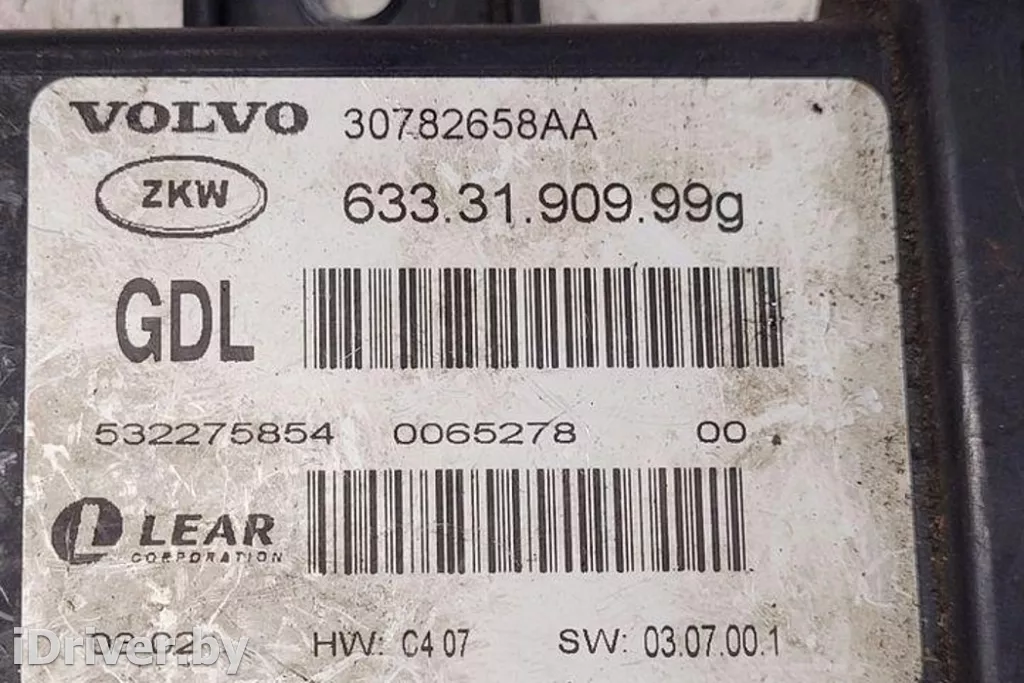 VOLVO 30782658AA
ZKW 633.31.909.99g
GDL
532275854 0065278 00
LEAR
CORPORATION
HW: C4 07 SW: 03.07.00.1
iDriver.by